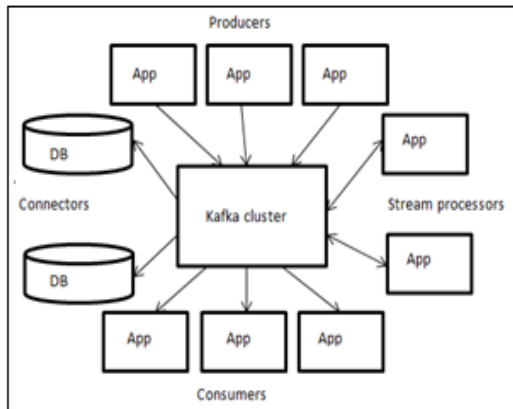 Producers
App
App
App
DB
App
Connectors
Kafka cluster
Stream processors
DB
App
App
App
App
Consumers